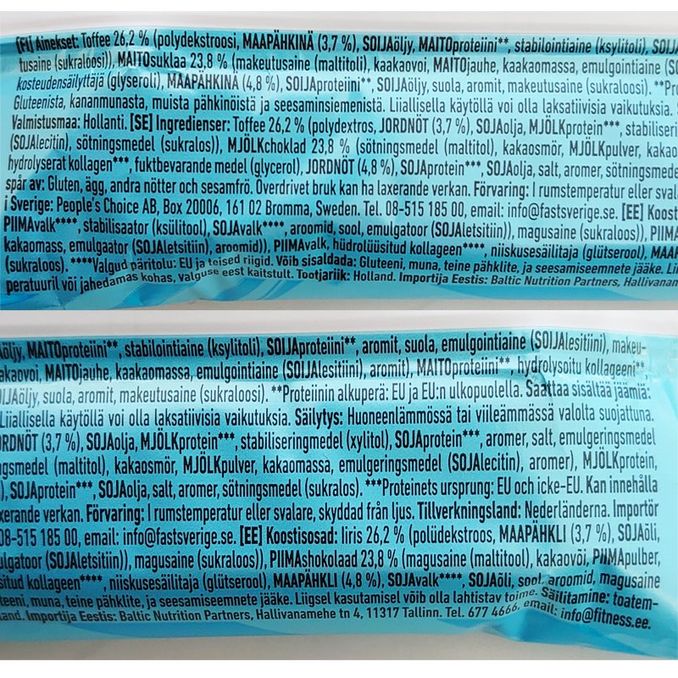 [FI] Ainekset: Toffee 26,2 % (polydekstroosi, MAAPÄHKINÄ (3,7 %), SOIJAöljy, MAITOproteiini**, stabilointiaine (ksylitoli), SOIJA
tusaine (sukraloosi)), MAITOsuklaa 23,8 % (makeutusaine (maltitoli), kaakaovoi, MAITOjauhe, kaakaomassa, emulgointiaine (SO
kosteudensäilyttäjä (glyseroli), MAAPÄHKINÄ (4,8 %), SOIJAproteiini**, SOIJAöljy, suola, aromit, makeutusaine (sukraloosi). **Pro
Gluteenista, kananmunasta, muista pähkinöistä ja seesaminsiemenistä. Liiallisella käytöllä voi olla laksatiivisia vaikutuksia. S
Valmistusmaa: Hollanti. [SE] Ingredienser: Toffee 26,2 % (polydextros, JORDNÖT (3,7 %), SOJAolja, MJÖLKprotein***, stabiliseri
(SOJAlecitin), sötningsmedel (sukralos)), MJÖLKchoklad 23,8 % (sötningsmedel (maltitol), kakaosmör, MJÖLKpulver, kakao
hydrolyserat kollagen***, fuktbevarande medel (glycerol), JORDNÖT (4,8 %), SOJAprotein***, SOJAolja, salt, aromer, sötningsmede
spår av: Gluten, ägg, andra nötter och sesamfrö. Överdrivet bruk kan ha laxerande verkan. Förvaring: I rumstemperatur eller sval
i Sverige: People's Choice AB, Box 20006, 161 02 Bromma, Sweden. Tel. 08-515 185 00, email: info@fastsverige.se. [EE] Koost
PIIMAvalk****, stabilisaator (ksülitool), SOJAvalk****, aroomid, sool, emulgaator (SOJAletsitiin)), magusaine (sukraloos)), PIIMA
kakaomass, emulgaator (SOJAletsitiin), aroomid)), PIIMAvalk, hüdrolüüsitud kollageen****, niiskusesäilitaja (glütserool), MAAP
(sukraloos). ****Valgud päritolu: EU ja teised riigid. Võib sisaldada: Gluteeni, muna, teine pähklite, ja seesamiseemnete jääke. Li
peratuuril või jahedamas kohas, valguse eest kaitstult. Tootjariik: Holland. Importija Eestis: Baltic Nutrition Partners, Hallivanam
Aöljy, MAITOproteiini**, stabilointiaine (ksylitoli), SOIJAproteiini**, aromit, suola, emulgointiaine (SOIJAlesitiini), makeu-
akaovoi, MAITOjauhe, kaakaomassa, emulgointiaine (SOIJAlesitiini), aromit), MAITOproteiini**, hydrolysoitu kollageeni**,
IJAöljy, suola, aromit, makeutusaine (sukraloosi). **Proteiinin alkuperä: EU ja EU:n ulkopuolella. Saattaa sisältää jäämiä:
Liiallisella käytöllä voi olla laksatiivisia vaikutuksia. Säilytys: Huoneenlämmössä tai viileämmässä valolta suojattuna.
RDNÖT (3,7 %), SOJAolja, MJÖLKprotein***, stabiliseringmedel (xylitol), SOJAprotein***, aromer, salt, emulgeringsmedel
ngsmedel (maltitol), kakaosmör, MJÖLKpulver, kakaomassa, emulgeringsmedel (SOJAlecitin), aromer), MJÖLKprotein,
), SOJAprotein***, SOJAolja, salt, aromer, sötningsmedel (sukralos). ***Proteinets ursprung: EU och icke-EU. Kan innehålla
xerande verkan. Förvaring: I rumstemperatur eller svalare, skyddad från ljus. Tillverkningsland: Nederländerna. Importör
08-515 185 00, email: info@fastsverige.se. [EE] Koostisosad: Iiris 26,2 % (polüdekstroos, MAAPÄHKLI (3,7 %), SOJAõli,
ulgaator (SOJAletsitiin)), magusaine (sukraloos)), PIIMAshokolaad 23,8 % (magusaine (maltitool), kakaovõi, PIIMApulber,
situd kollageen****, niiskusesäilitaja (glütserool), MAAPÄHKLI (4,8 %), SOJAvalk****, SOJAõli, sool, aroomid, magusaine
teeni, muna, teine pähklite, ja seesamiseemnete jääke. Liigsel kasutamisel võib olla lahtistav toime. Säilitamine: toatem-
and. Importija Eestis: Baltic Nutrition Partners, Hallivanamehe tn 4, 11317 Tallinn. Tel. 677 4666, email: info@fitness.ee.